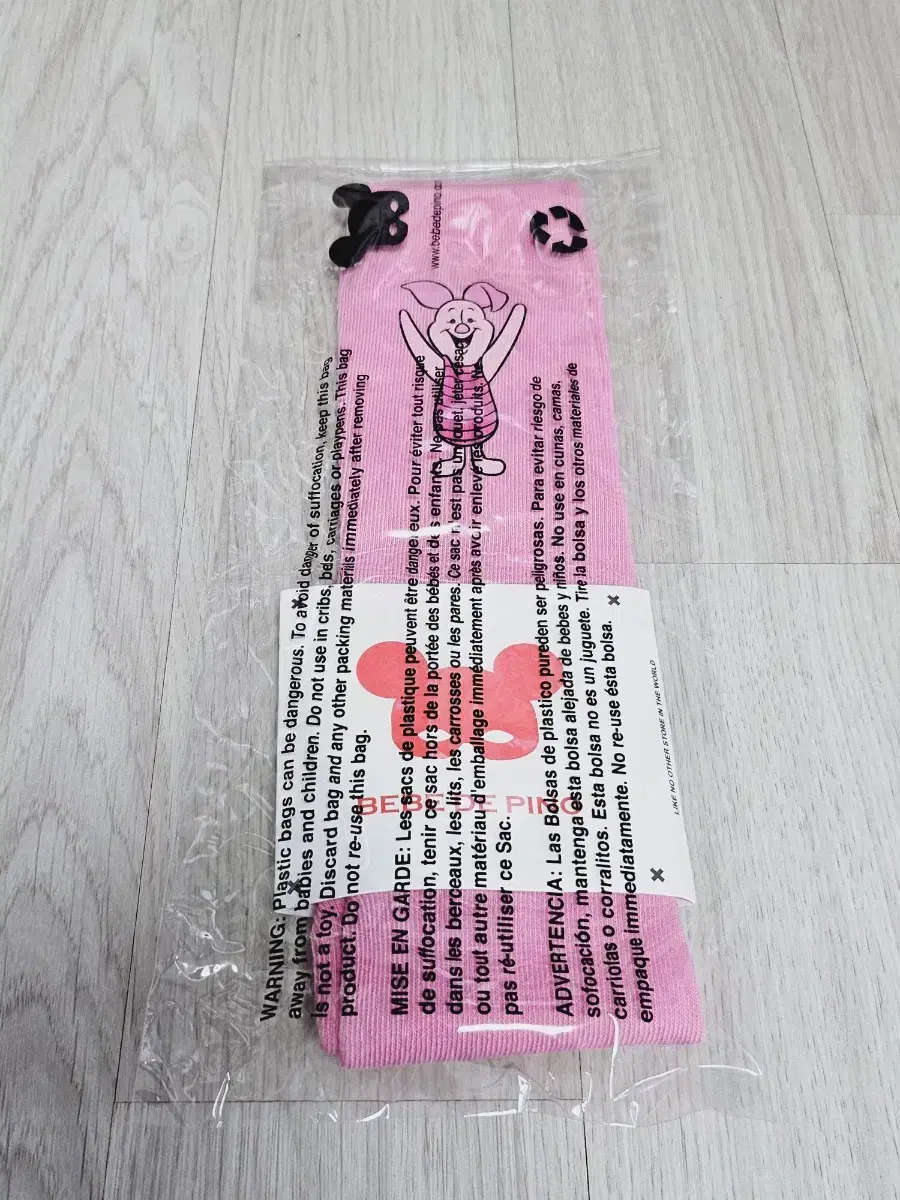 www.bebedepino.com
WARNING: Plastic bags can be dangerous. To avoid danger of suffocation, keep this bag
away from babies and children. Do not use in cribs, beds, carriages or playpens. This bag
is not a toy. Discard bag and any other packing materials immediately after removing
product. Do not re-use this bag.
MISE EN GARDE: Les sacs de plastique peuvent être dangereux. Pour éviter tout risque
de suffocation, tenir ce sac hors de la portée des bébés et des enfants. Ne pas utiliser
dans les berceaux, les lits, les carrosses ou les parcs. Ce sac n'est pas un jouet, jeter ce sac
ou tout autre matériau d'emballage immédiatement après avoir enlevé les produits. Ne
pas ré-utiliser ce Sac.
ADVERTENCIA: Las Bolsas de plastico pureden ser peligrosas. Para evitar riesgo de
sofocación, mantenga esta bolsa alejada de bebes y niños. No use en cunas, camas,
carriolas o corralitos. Esta bolsa no es un juguete. Tire la bolsa y los otros materiales de
empaque immediatamente. No re-use ésta bolsa.
BEBE DE PINO
LIKE NO OTHER STORE IN THE WORLD